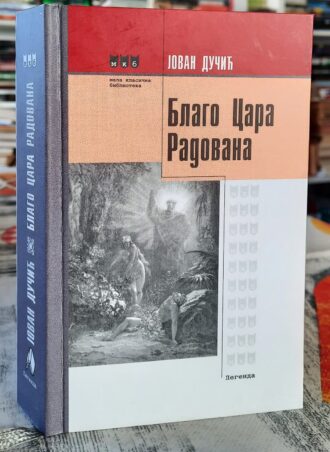 ЈОВАН ДУЧИЋ
мкб
мала класична
библиотека
Благо Цара
Радована
Легенда
ЈОВАН ДУЧИЋ БЛАГО ЦАРА РАДОВАНА